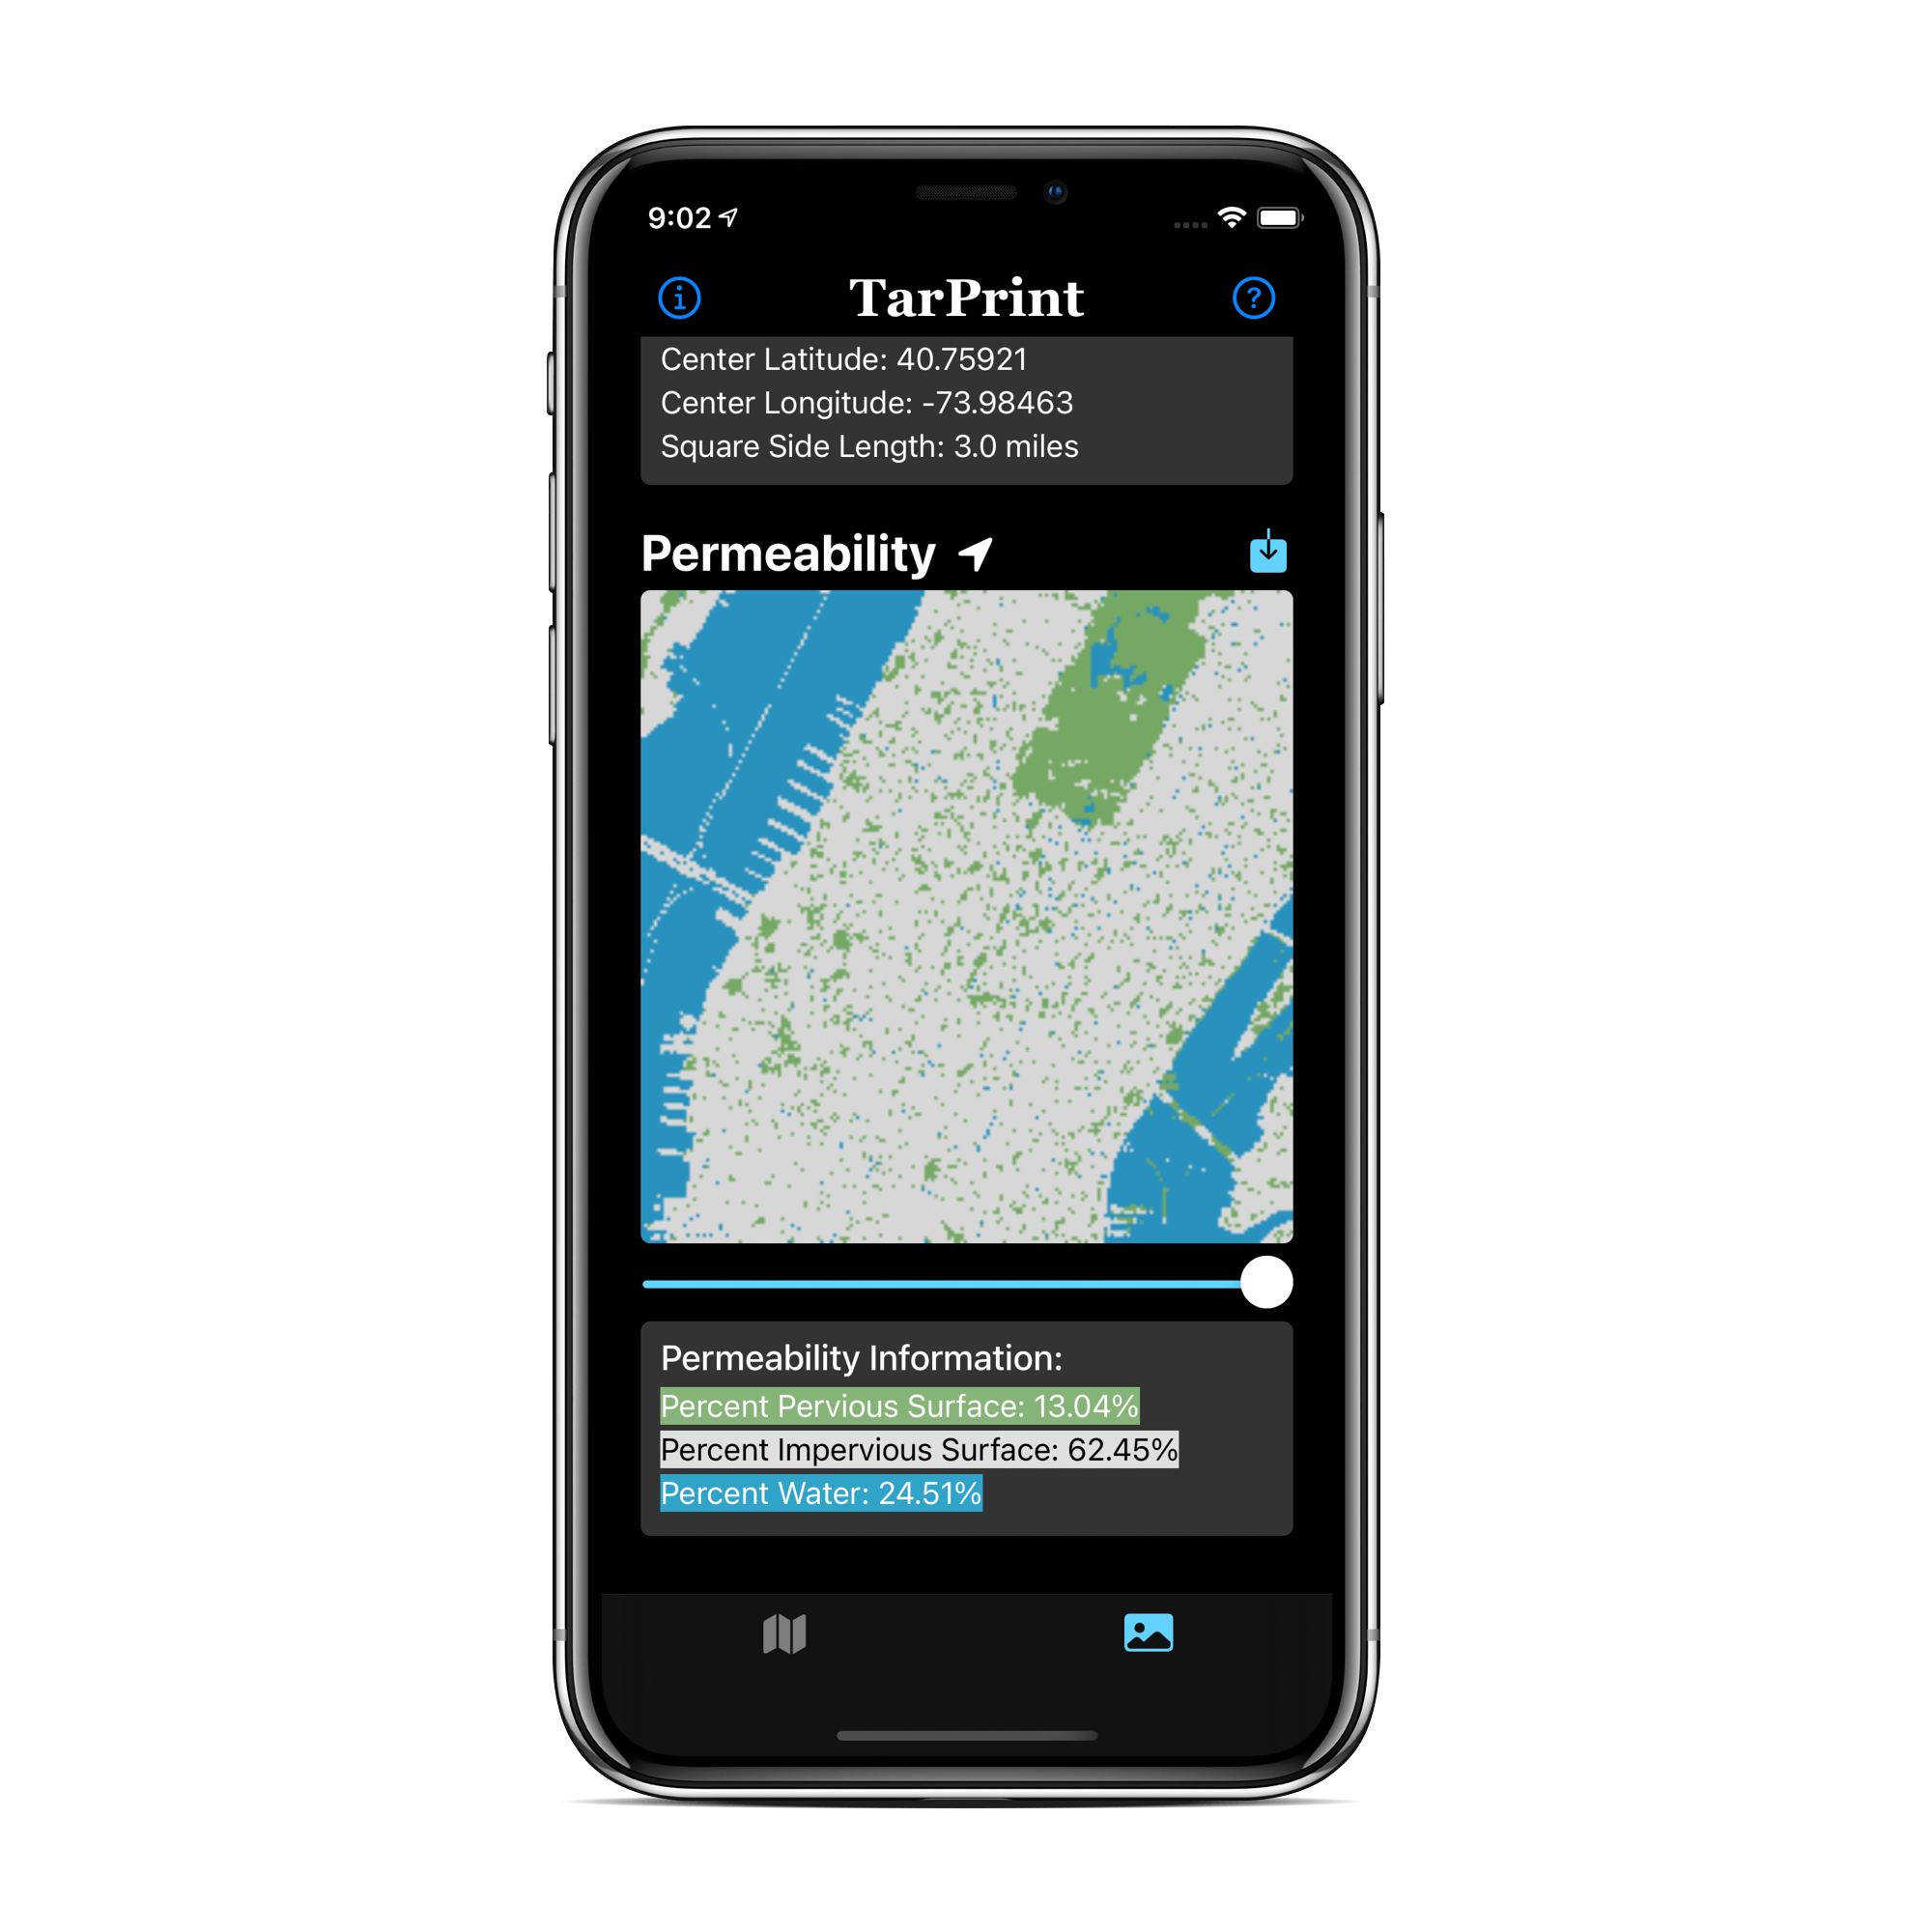 9:02
TarPrint
Center Latitude: 40.75921
Center Longitude: -73.98463
Square Side Length: 3.0 miles
Permeability
Permeability Information:
Percent Pervious Surface: 13.04%
Percent Impervious Surface: 62.45%
Percent Water: 24.51%